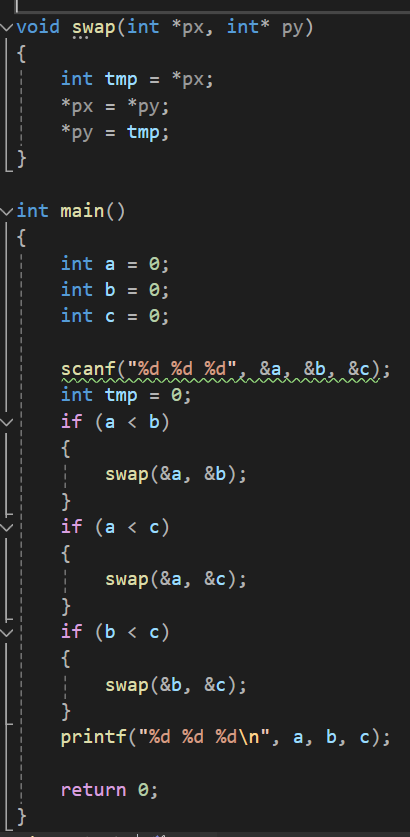 void swap(int *px, int* py)
{
    int tmp = *px;
    *px = *py;
    *py = tmp;
}

int main()
{
    int a = 0;
    int b = 0;
    int c = 0;

    scanf("%d %d %d", &a, &b, &c);
    int tmp = 0;
    if (a < b)
    {
        swap(&a, &b);
    }
    if (a < c)
    {
        swap(&a, &c);
    }
    if (b < c)
    {
        swap(&b, &c);
    }
    printf("%d %d %d\n", a, b, c);

    return 0;
}